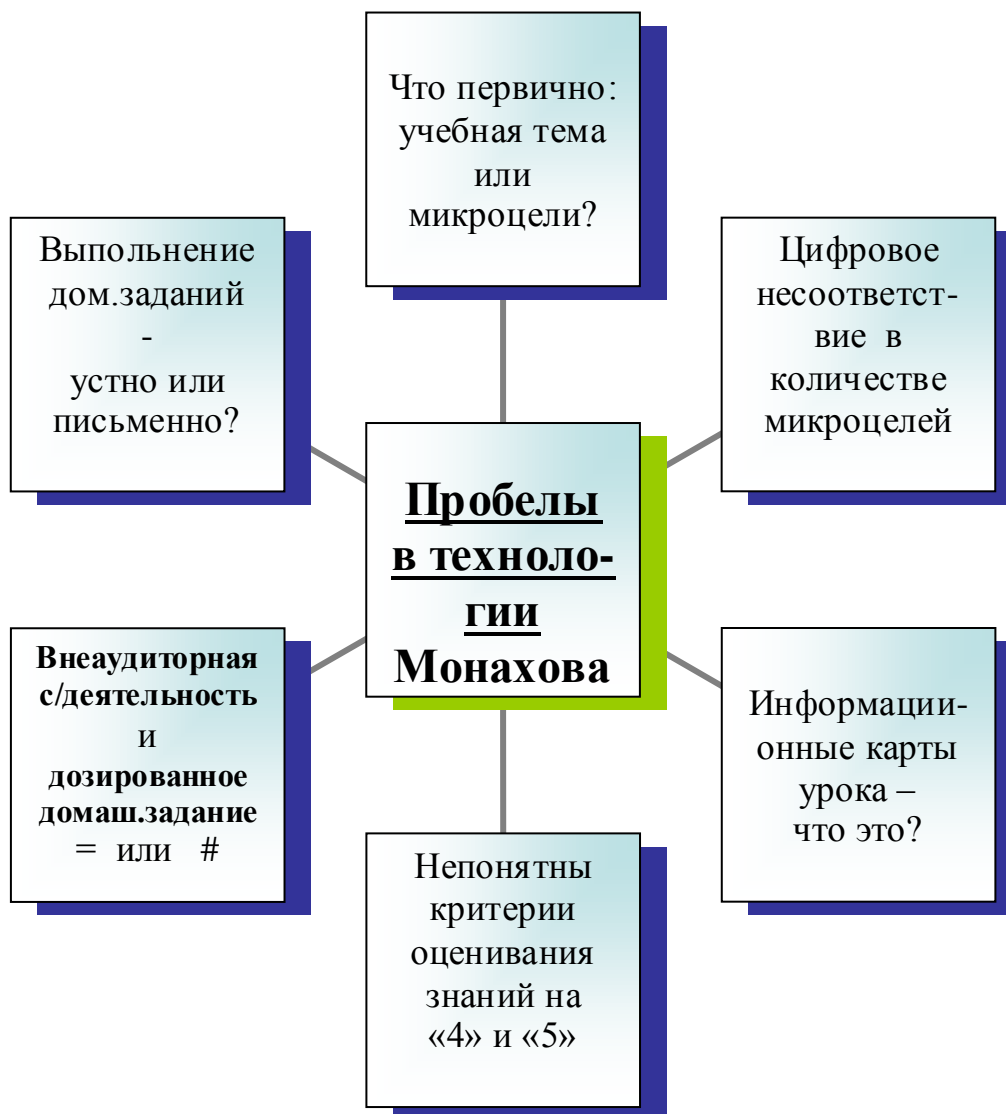 Что первично:
учебная тема
или
микроцели?
Выпольнение
дом.заданий
-
устно или
письменно?
Цифровое
несоответст-
вие в
количестве
микроцелей
Пробелы
в техноло-
гии
Монахова
Внеаудиторная
с/деятельность
и
дозированное
домаш.задание
= или #
Информаци-
онные карты
урока –
что это?
Непонятны
критерии
оценивания
знаний на
«4» и «5»